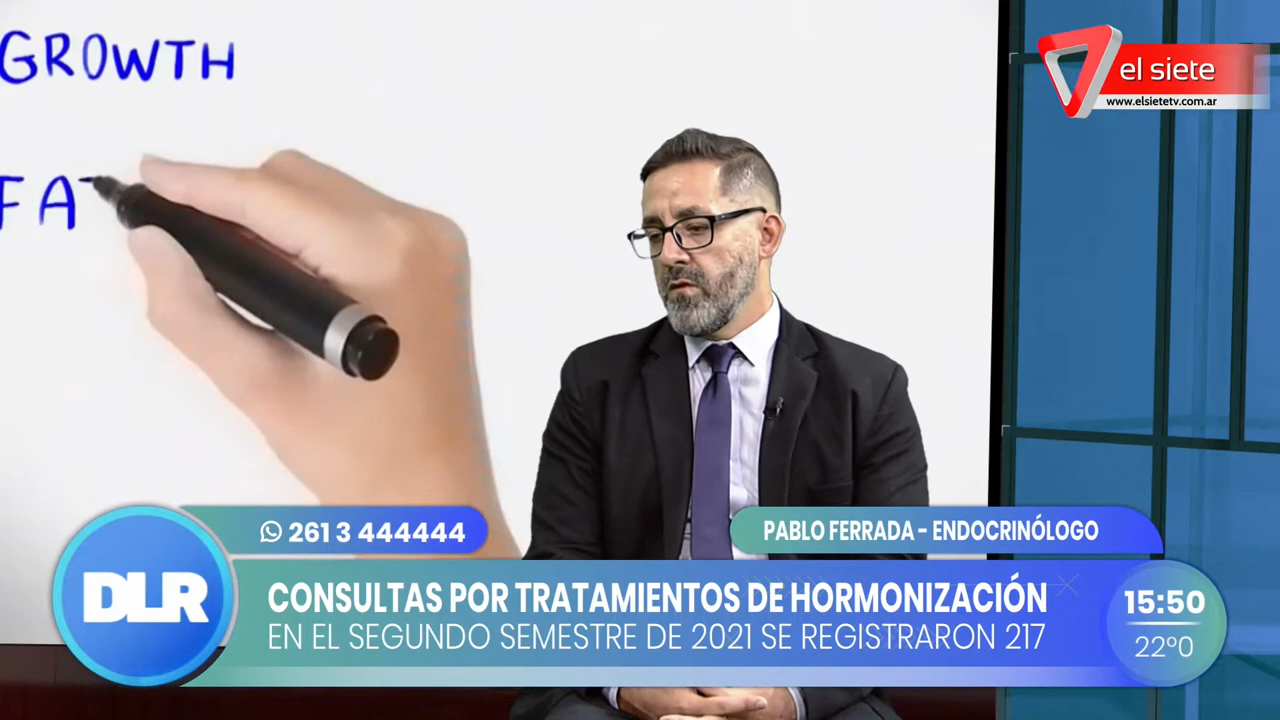 GROWTH
FAT
el siete
www.elsietetv.com.ar
261 3 444444
PABLO FERRADA - ENDOCRINÓLOGO
DLR
CONSULTAS POR TRATAMIENTOS DE HORMONIZACIÓN
EN EL SEGUNDO SEMESTRE DE 2021 SE REGISTRARON 217
15:50
22º0